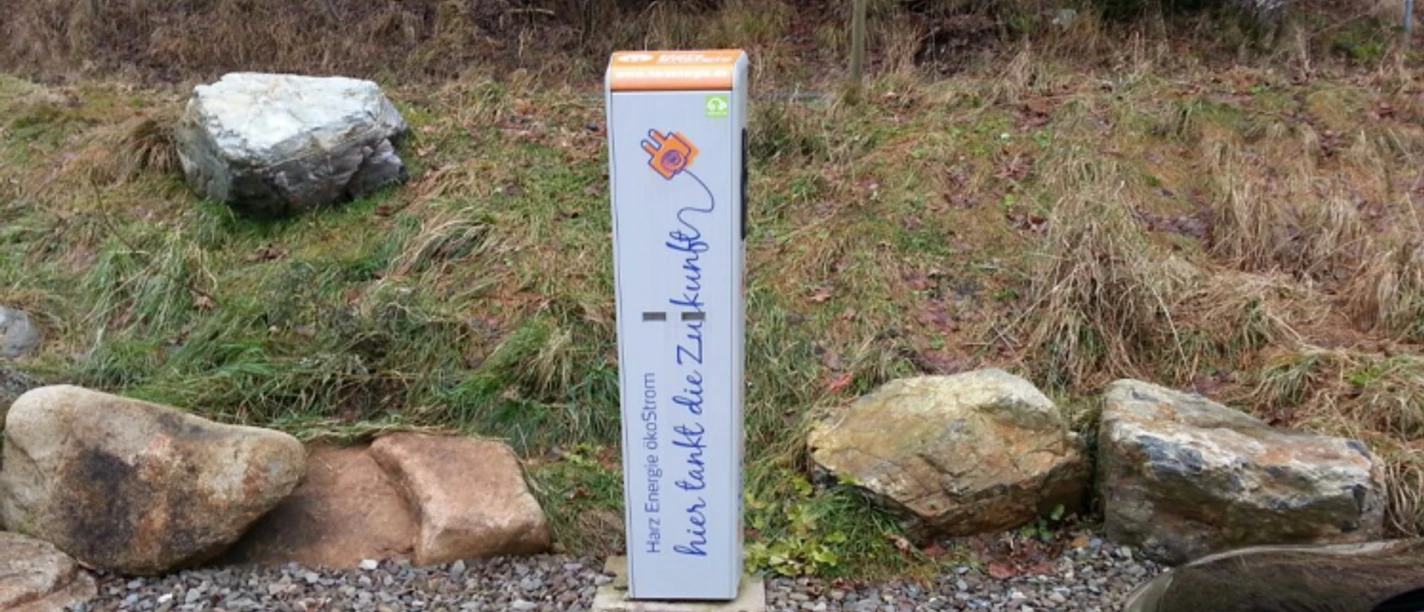 Harz Energie ökoStrom
hier tankt die Zukunft